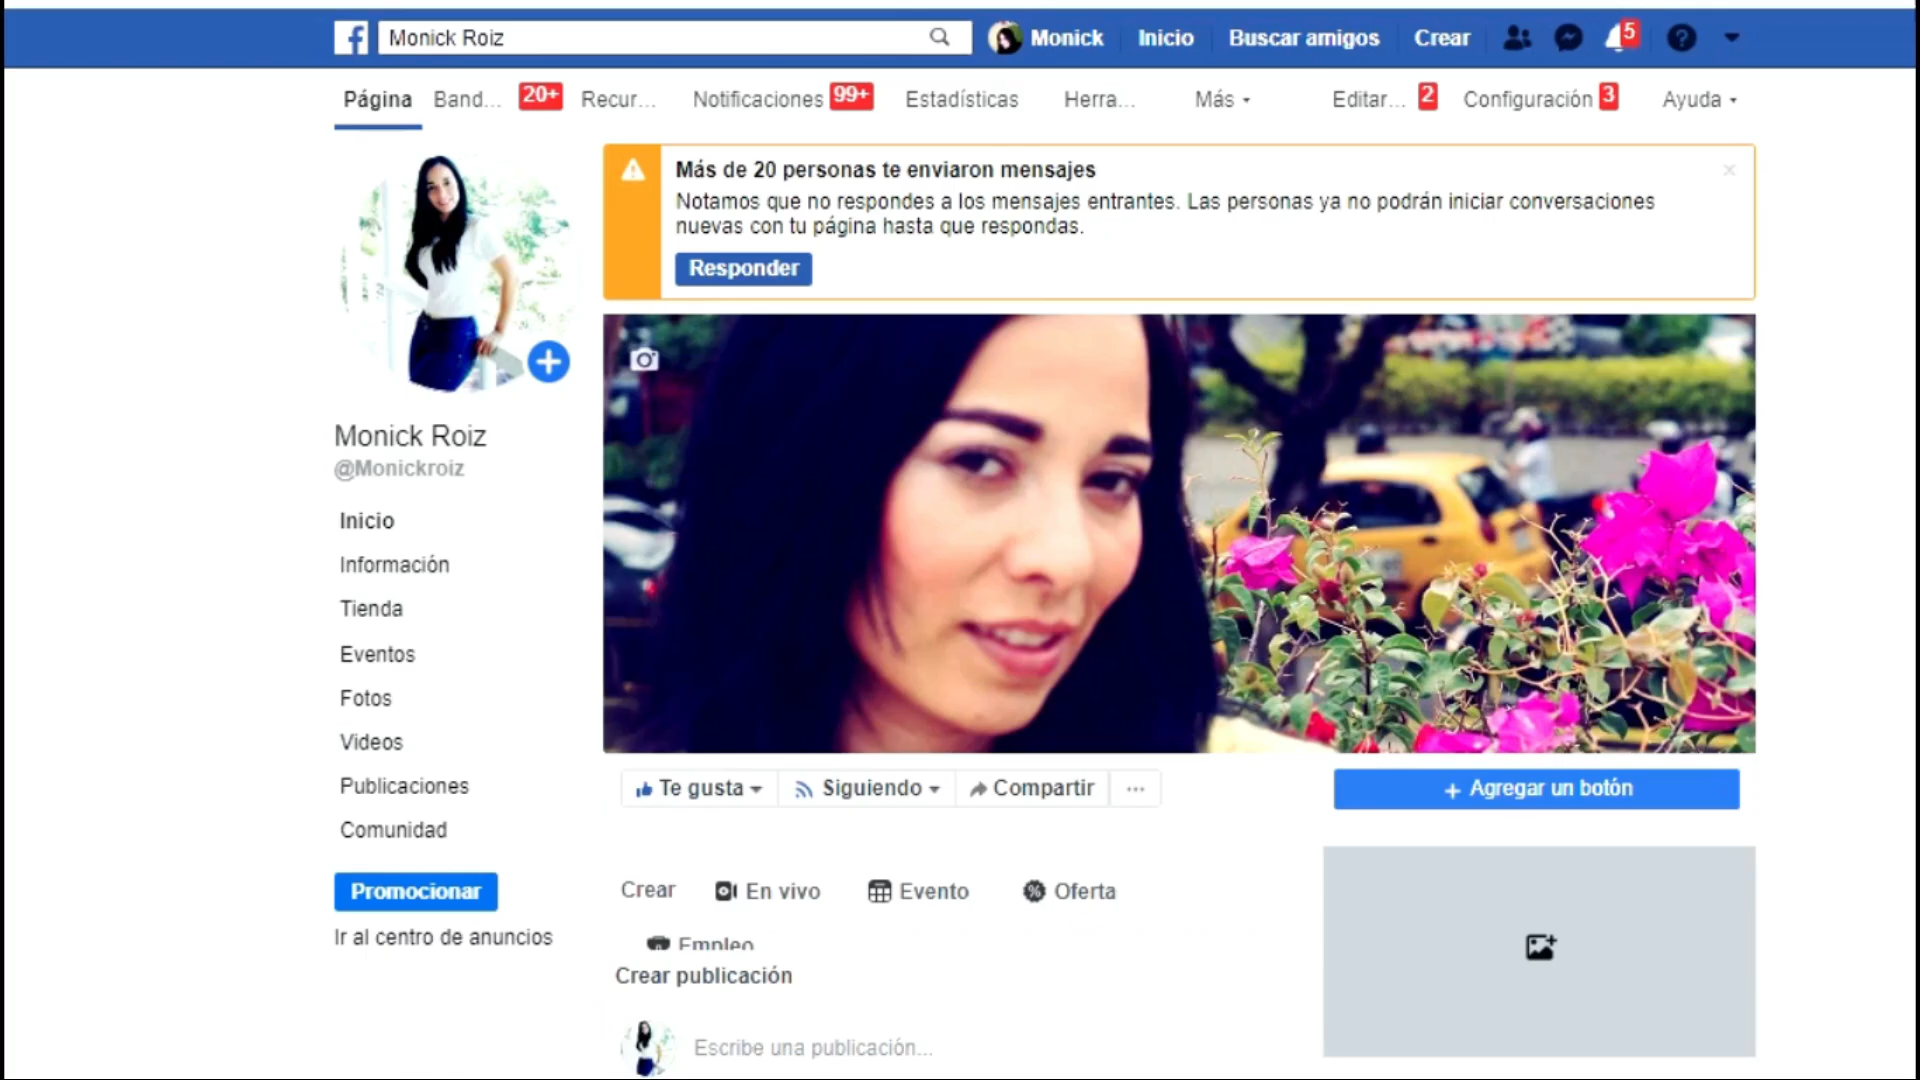 Monick Roiz
Monick
Inicio
Buscar amigos
Crear
5
Página
Band...
20+
Recur...
Notificaciones
99+
Estadísticas
Herra...
Más
Editar...
2
Configuración
3
Ayuda
Más de 20 personas te enviaron mensajes
Notamos que no respondes a los mensajes entrantes. Las personas ya no podrán iniciar conversaciones
nuevas con tu página hasta que respondas.
Responder
Monick Roiz
@Monickroiz
Inicio
Información
Tienda
Eventos
Fotos
Videos
Publicaciones
Comunidad
Promocionar
Ir al centro de anuncios
Te gusta
Siguiendo
Compartir
...
+ Agregar un botón
Crear
En vivo
Evento
Oferta
Empleo
Crear publicación
Escribe una publicación...